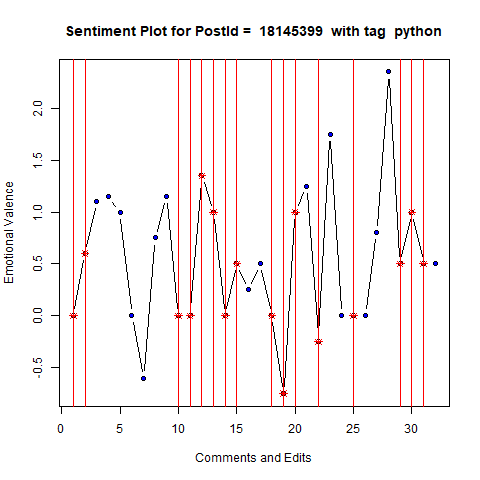 Sentiment Plot for PostId =  18145399  with tag  python
Emotional Valence
2.0
1.5
1.0
0.5
0.0
-0.5
0 5 10 15 20 25 30
Comments and Edits